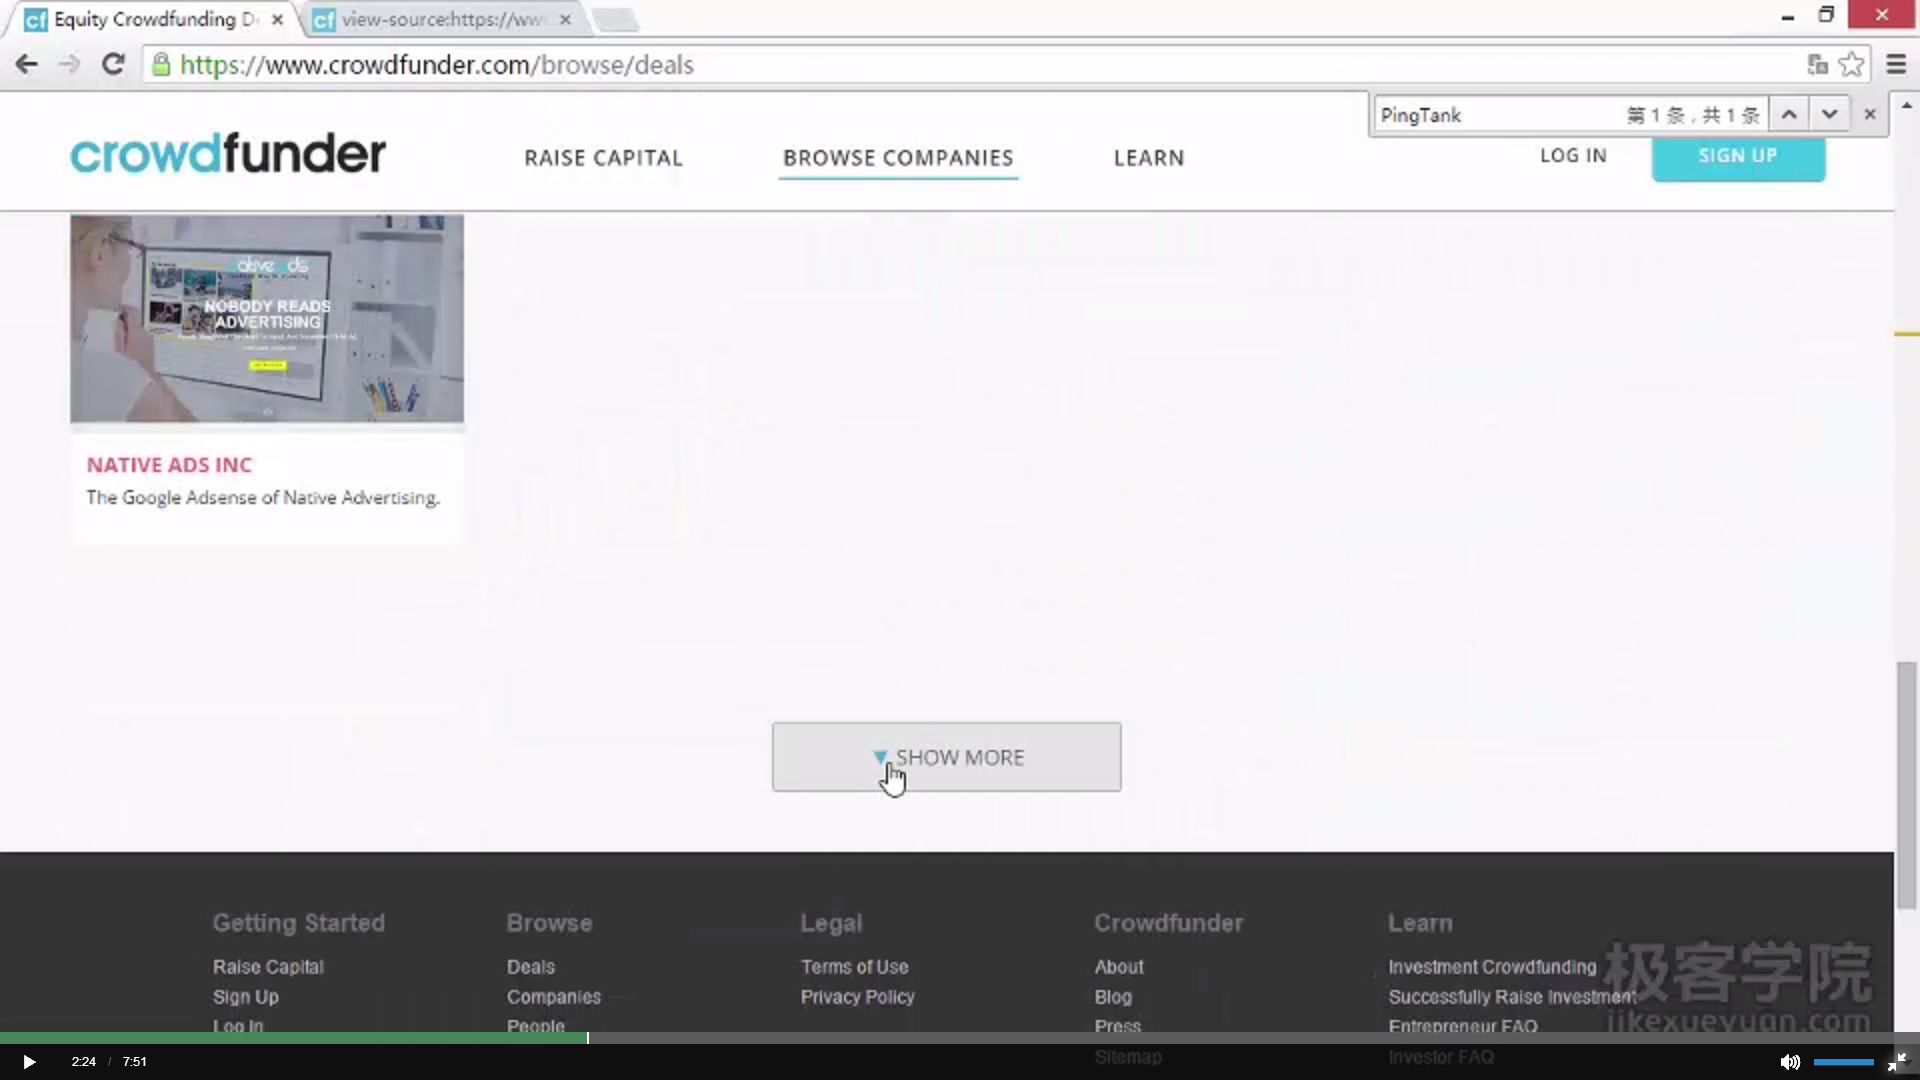 Equity Crowdfunding D
view-source:https://ww
https://www.crowdfunder.com/browse/deals
PingTank
第 1 条，共 1 条
crowdfunder
RAISE CAPITAL
BROWSE COMPANIES
LEARN
LOG IN
SIGN UP
NOBODY READS
ADVERTISING
NATIVE ADS INC
The Google Adsense of Native Advertising.
▼ SHOW MORE
Getting Started
Raise Capital
Sign Up
Log In
Browse
Deals
Companies
People
Legal
Terms of Use
Privacy Policy
Crowdfunder
About
Blog
Press
Sitemap
Learn
Investment Crowdfunding
Successfully Raise Investment
Entrepreneur FAQ
Investor FAQ
极客学院
jikexueyuan.com
2:24 / 7:51